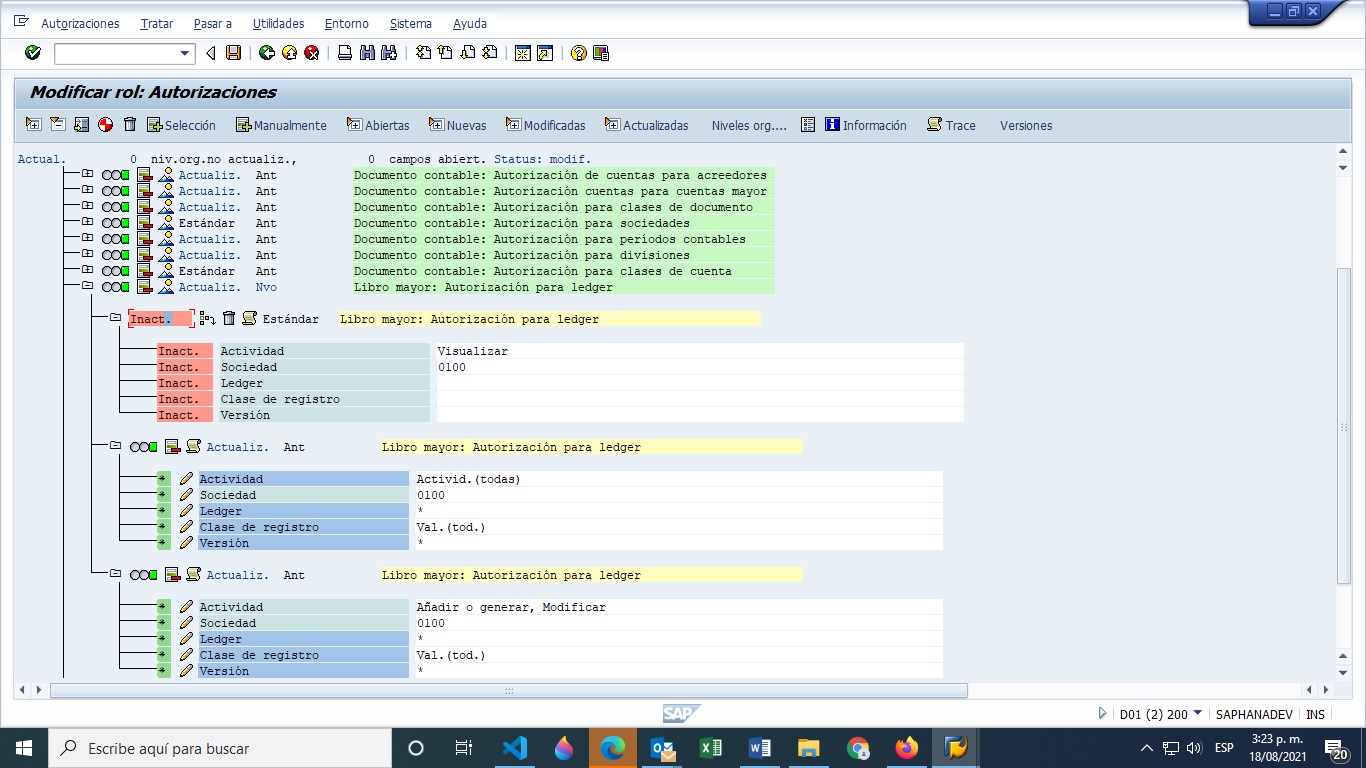 Autorizaciones Tratar Pasar a Utilidades Entorno Sistema Ayuda
Modificar rol: Autorizaciones
Selección Manualmente Abiertas Nuevas Modificadas Actualizadas Niveles org.... Información Trace Versiones
Actual. 0 niv.org.no actualiz., 0 campos abiert. Status: modif.
Actualiz. Ant Documento contable: Autorización de cuentas para acreedores
Actualiz. Ant Documento contable: Autorización cuentas para cuentas mayor
Actualiz. Ant Documento contable: Autorización para clases de documento
Estándar Ant Documento contable: Autorización para sociedades
Actualiz. Ant Documento contable: Autorización para períodos contables
Actualiz. Ant Documento contable: Autorización para divisiones
Estándar Ant Documento contable: Autorización para clases de cuenta
Actualiz. Nvo Libro mayor: Autorización para ledger
Inact. Estándar Libro mayor: Autorización para ledger
Inact. Actividad Visualizar
Inact. Sociedad 0100
Inact. Ledger
Inact. Clase de registro
Inact. Versión
Actualiz. Ant Libro mayor: Autorización para ledger
* Actividad Activid.(todas)
* Sociedad 0100
* Ledger *
* Clase de registro Val.(tod.)
* Versión *
Actualiz. Ant Libro mayor: Autorización para ledger
* Actividad Añadir o generar, Modificar
* Sociedad 0100
* Ledger *
* Clase de registro Val.(tod.)
* Versión *
SAP
D01 (2) 200 SAPHANADEV INS
Escribe aquí para buscar
ESP
3:23 p. m.
18/08/2021
20